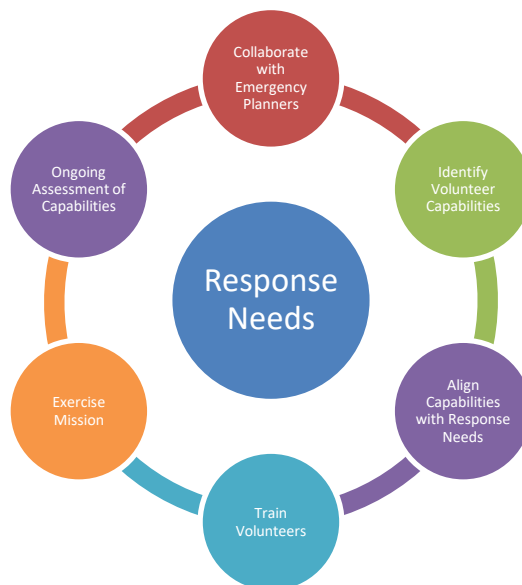 Collaborate
with
Emergency
Planners
Identify
Volunteer
Capabilities
Align
Capabilities
with Response
Needs
Train
Volunteers
Exercise
Mission
Ongoing
Assessment of
Capabilities
Response
Needs